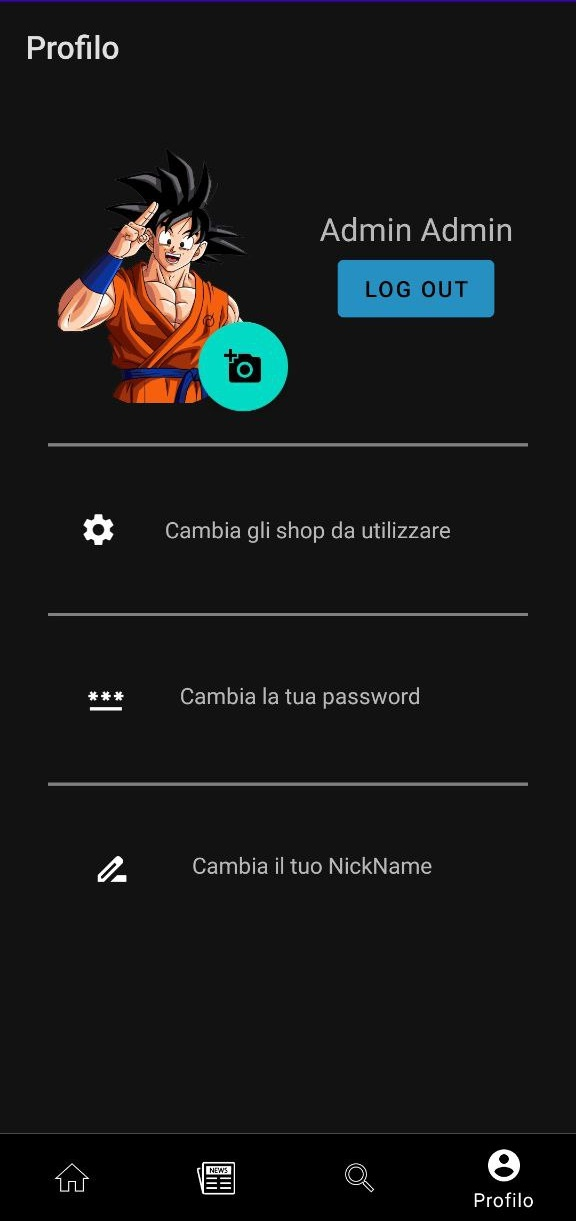 Profilo
Admin Admin
LOG OUT
Cambia gli shop da utilizzare
***
Cambia la tua password
Cambia il tuo NickName
NEWS
Profilo